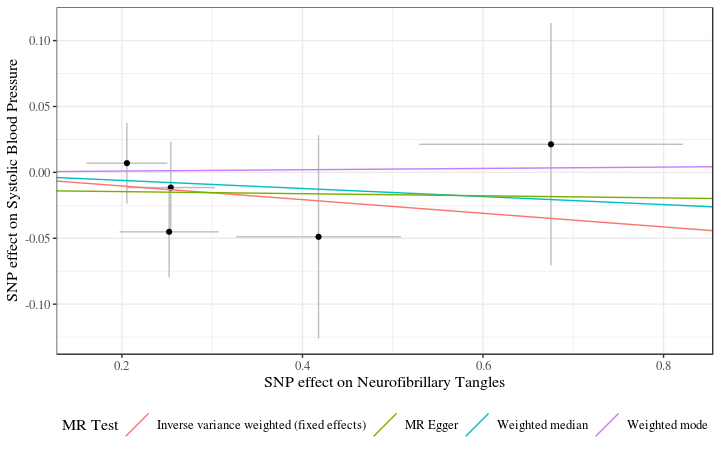 SNP effect on Systolic Blood Pressure
0.10
0.05
0.00
-0.05
-0.10
0.2 0.4 0.6 0.8
SNP effect on Neurofibrillary Tangles
MR Test Inverse variance weighted (fixed effects) MR Egger Weighted median Weighted mode